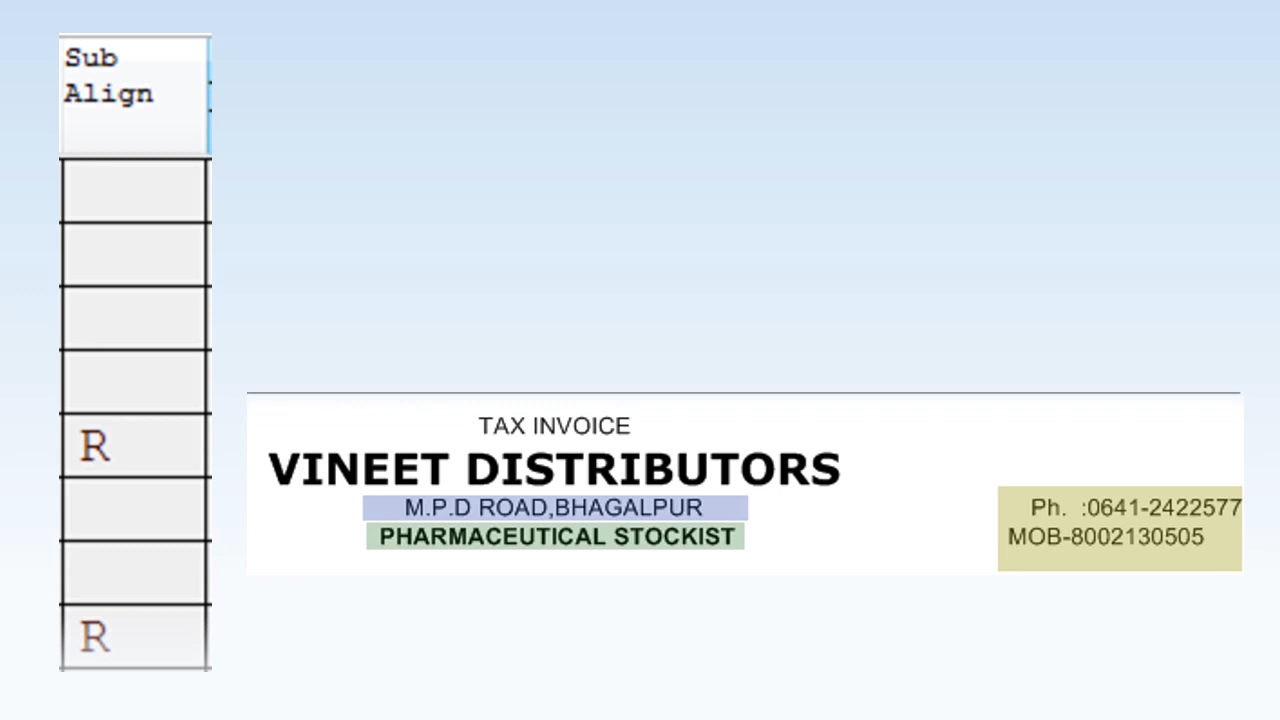 Sub
Align
R
R
TAX INVOICE
VINEET DISTRIBUTORS
M.P.D ROAD,BHAGALPUR
Ph. :0641-2422577
PHARMACEUTICAL STOCKIST
MOB-8002130505